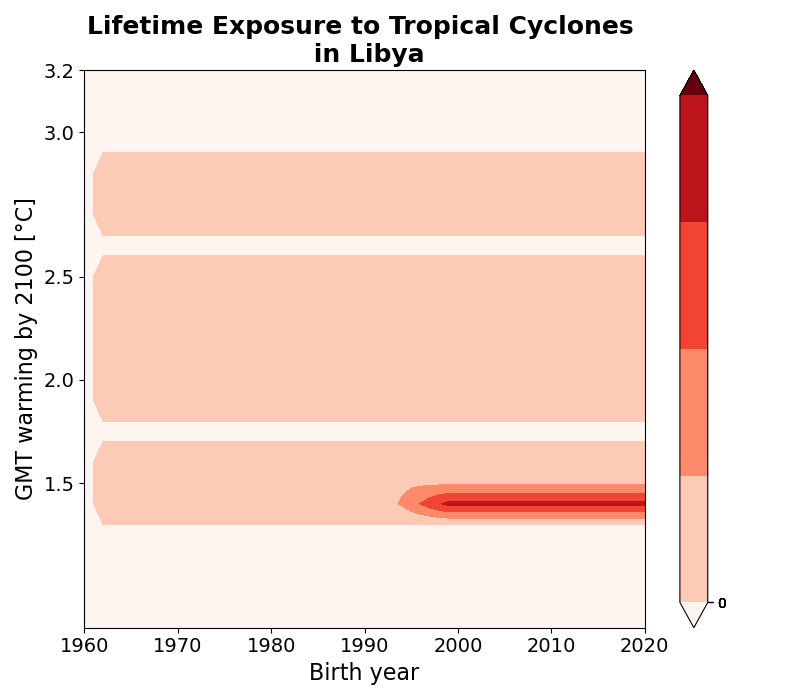 Lifetime Exposure to Tropical Cyclones
in Libya
3.2
3.0
2.5
2.0
1.5
GMT warming by 2100 [°C]
1960 1970 1980 1990 2000 2010 2020
Birth year
0